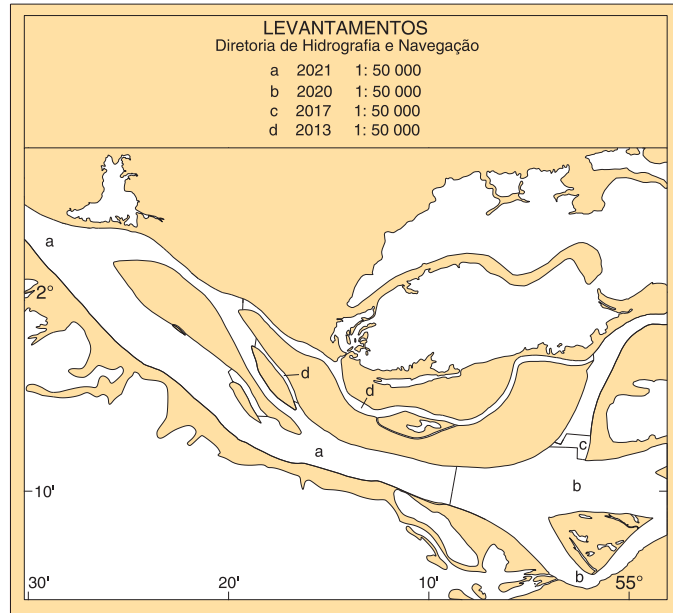 LEVANTAMENTOS
Diretoria de Hidrografia e Navegação
a 2021 1: 50 000
b 2020 1: 50 000
c 2017 1: 50 000
d 2013 1: 50 000
a
2°
d
d
a
c
b
10'
b
30' 20' 10' 55°